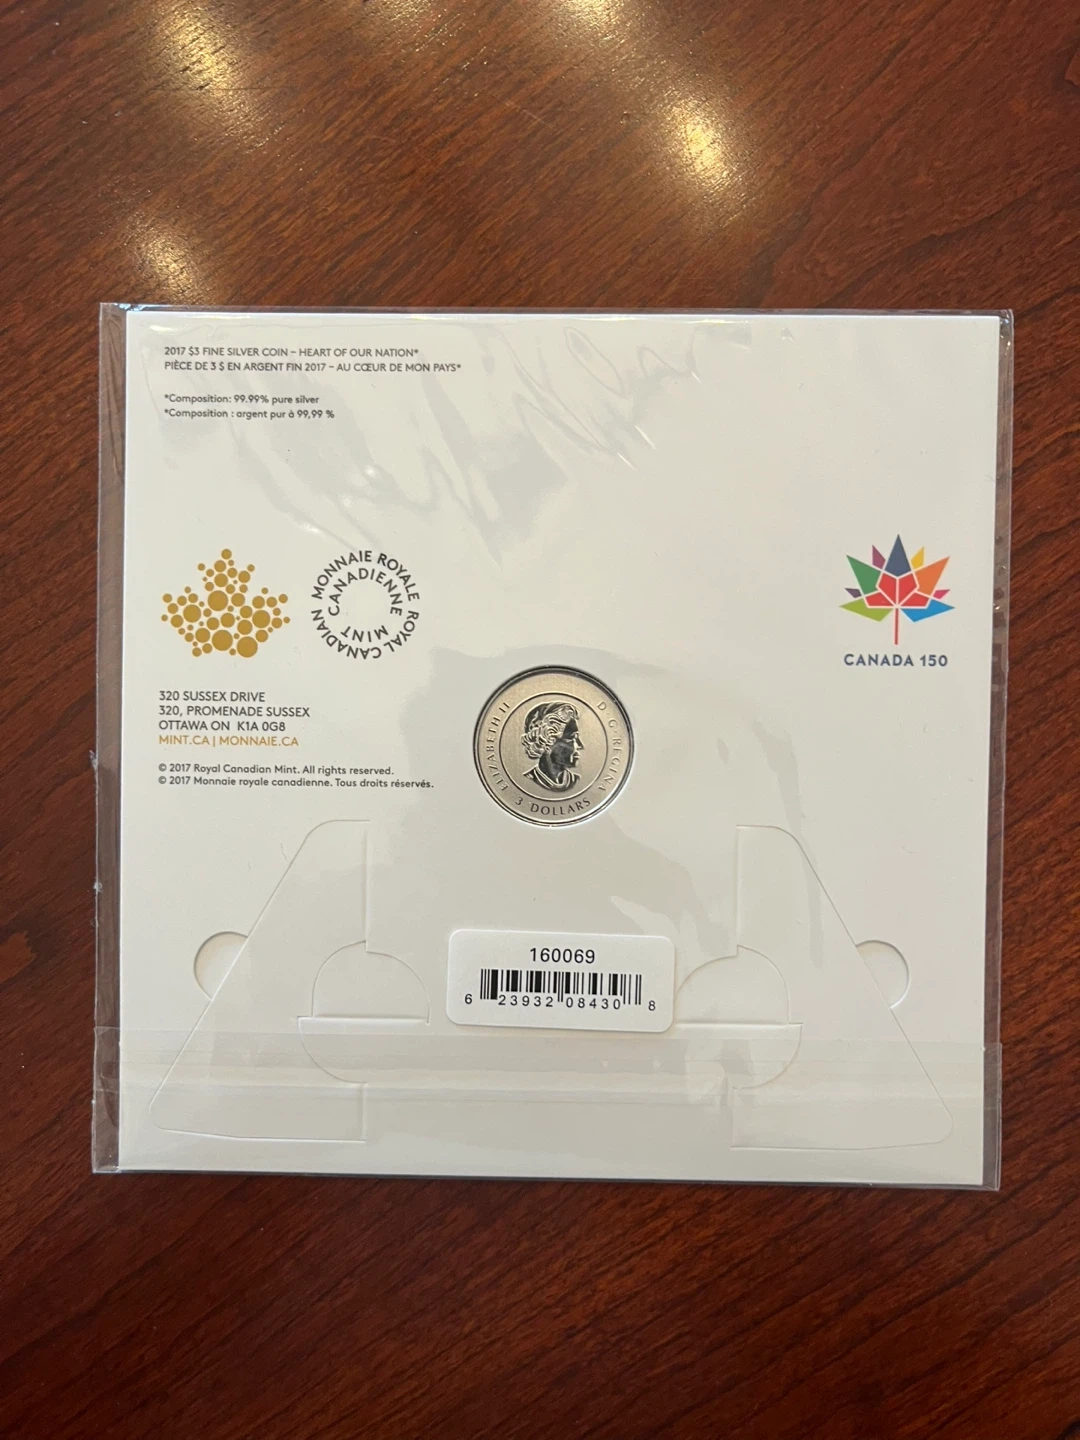 2017 $3 FINE SILVER COIN – HEART OF OUR NATION*
PIÈCE DE 3 $ EN ARGENT FIN 2017 – AU CŒUR DE MON PAYS*
*Composition: 99.99% pure silver
*Composition : argent pur à 99,99 %
MONNAIE ROYALE CANADIENNE
ROYAL CANADIAN MINT
CANADA 150
320 SUSSEX DRIVE
320, PROMENADE SUSSEX
OTTAWA ON K1A 0G8
MINT.CA | MONNAIE.CA
© 2017 Royal Canadian Mint. All rights reserved.
© 2017 Monnaie royale canadienne. Tous droits réservés.
ELIZABETH II D·G·REGINA
3 DOLLARS
160069
6 23932 08430 8